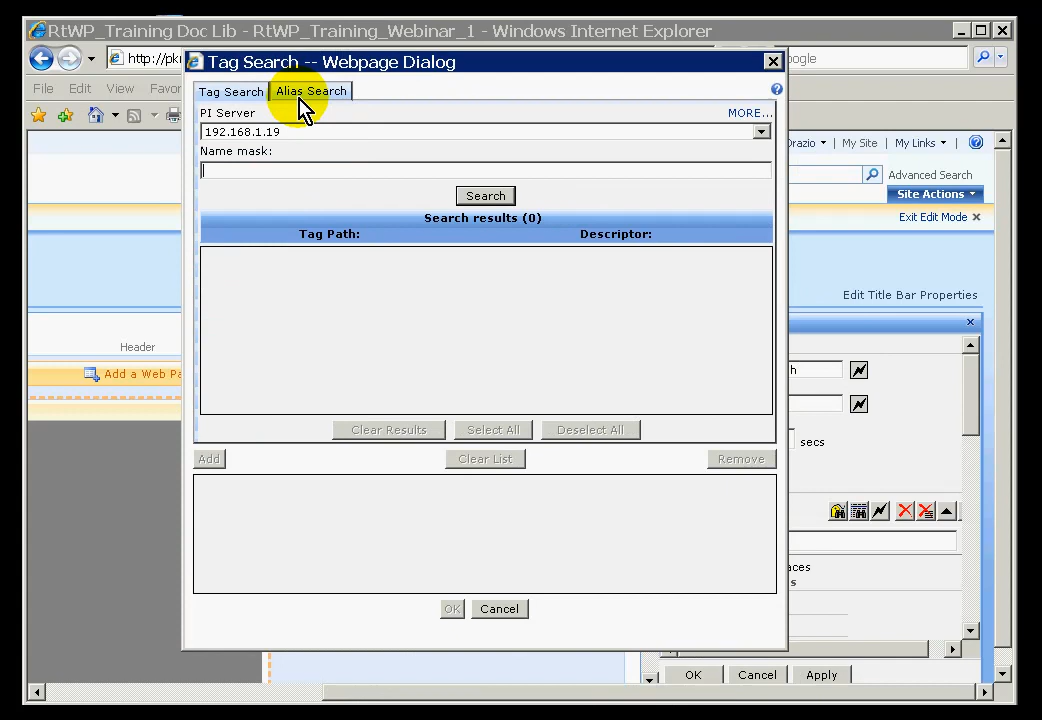 RtWP_Training Doc Lib - RtWP_Training_Webinar_1 - Windows Internet Explorer
http://pk
oogle
File Edit View Favor
Tag Search -- Webpage Dialog
Tag Search Alias Search
PI Server MORE...
192.168.1.19
Name mask:
Search
Search results (0)
Tag Path: Descriptor:
Clear Results Select All Deselect All
Add Clear List Remove
OK Cancel
Orazio My Site My Links
Advanced Search
Site Actions
Exit Edit Mode
Edit Title Bar Properties
Header
Add a Web Pa
h
secs
aces
s
OK Cancel Apply